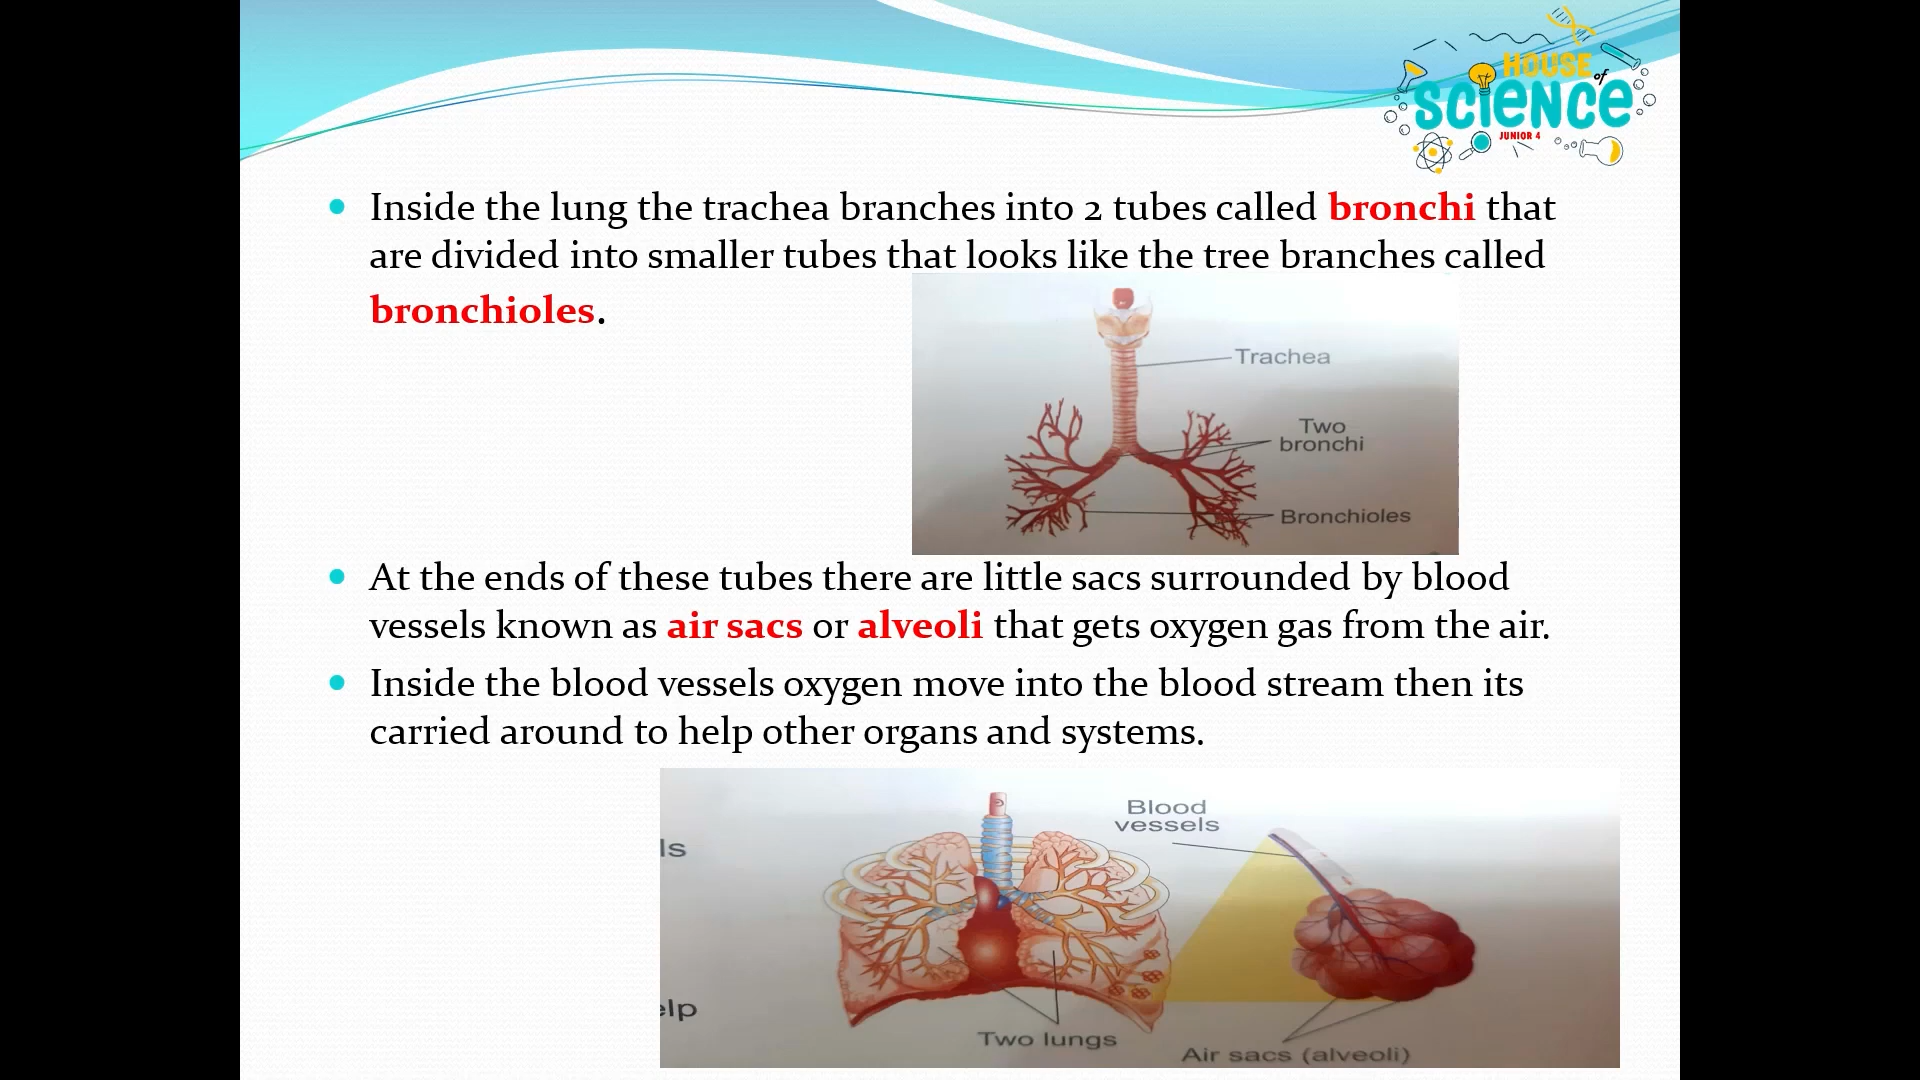 HOUSE of
SCIENCE
JUNIOR 4
Inside the lung the trachea branches into 2 tubes called bronchi that
are divided into smaller tubes that looks like the tree branches called
bronchioles.
Trachea
Two
bronchi
Bronchioles
At the ends of these tubes there are little sacs surrounded by blood
vessels known as air sacs or alveoli that gets oxygen gas from the air.
Inside the blood vessels oxygen move into the blood stream then its
carried around to help other organs and systems.
Blood
vessels
ls
elp
Two lungs
Air sacs (alveoli)